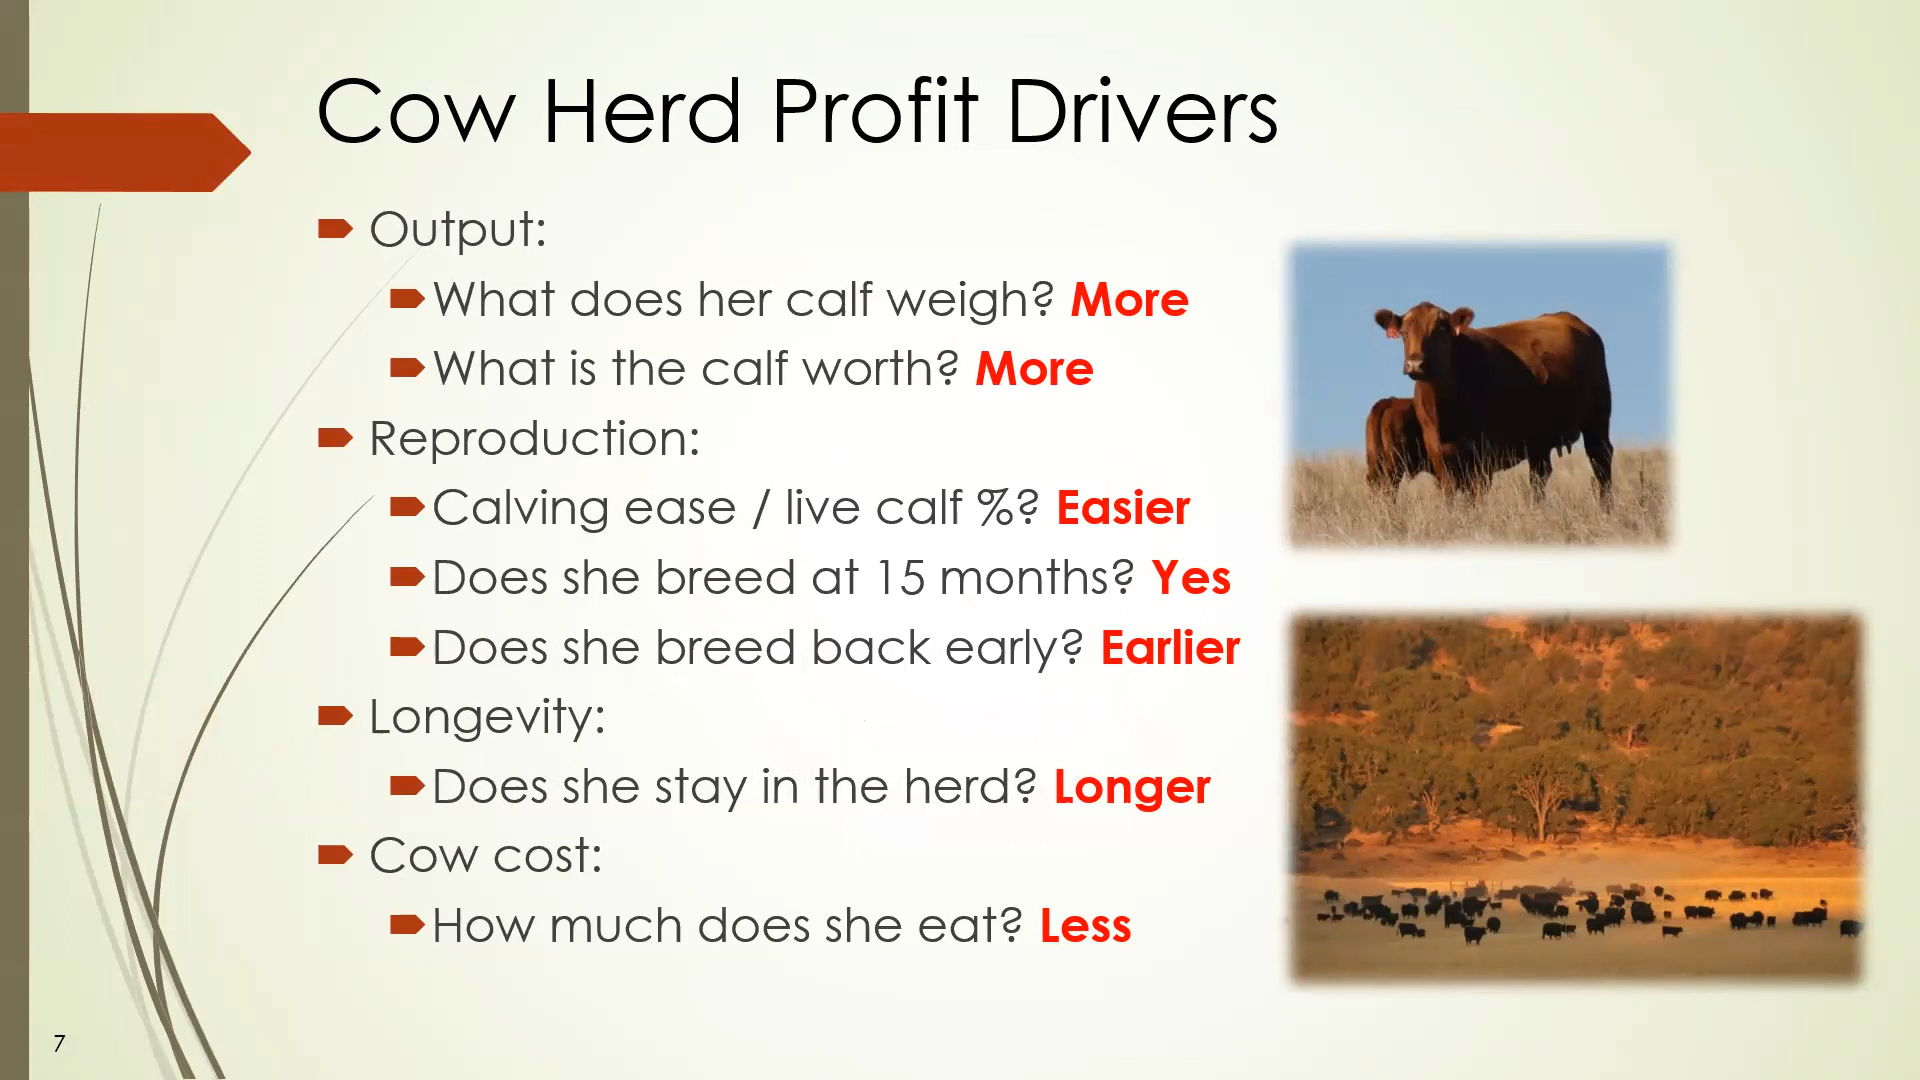 Cow Herd Profit Drivers
Output:
What does her calf weigh? More
What is the calf worth? More
Reproduction:
Calving ease / live calf %? Easier
Does she breed at 15 months? Yes
Does she breed back early? Earlier
Longevity:
Does she stay in the herd? Longer
Cow cost:
How much does she eat? Less
7